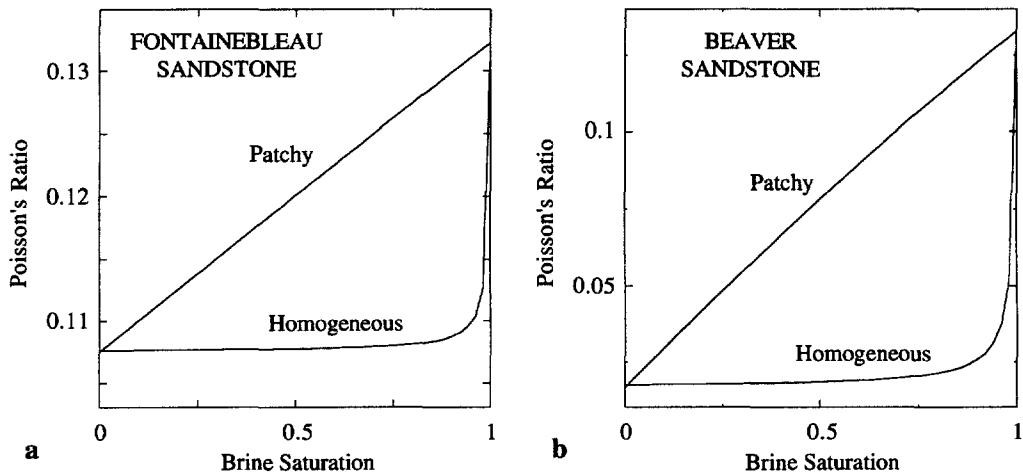 FONTAINEBLEAU
SANDSTONE
Patchy
Homogeneous
Poisson's Ratio
0.13
0.12
0.11
0
0.5
1
Brine Saturation
a
BEAVER
SANDSTONE
Patchy
Homogeneous
Poisson's Ratio
0.1
0.05
0
0.5
1
Brine Saturation
b